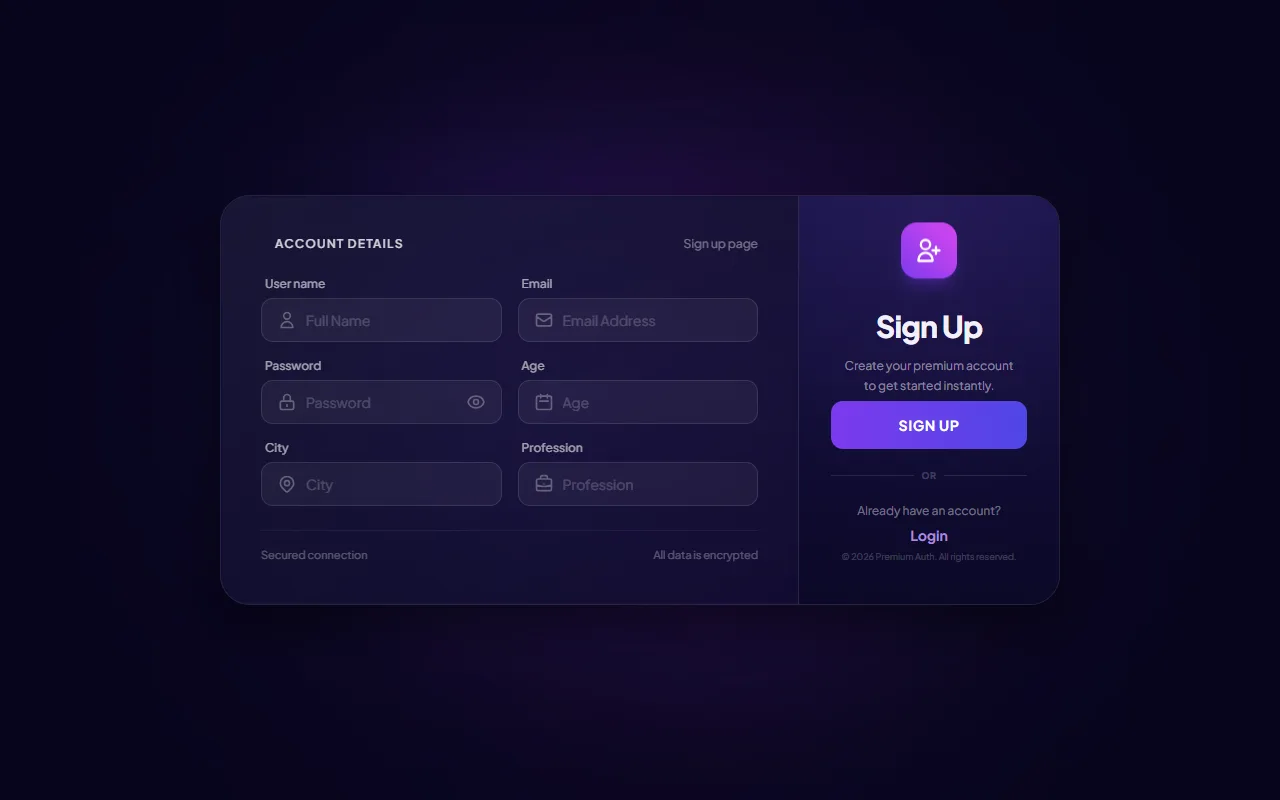 ACCOUNT DETAILS
Sign up page
User name
Email
Full Name
Email Address
Password
Age
Password
Age
City
Profession
City
Profession
Secured connection
All data is encrypted
Sign Up
Create your premium account
to get started instantly.
SIGN UP
OR
Already have an account?
Login
© 2026 Premium Auth. All rights reserved.